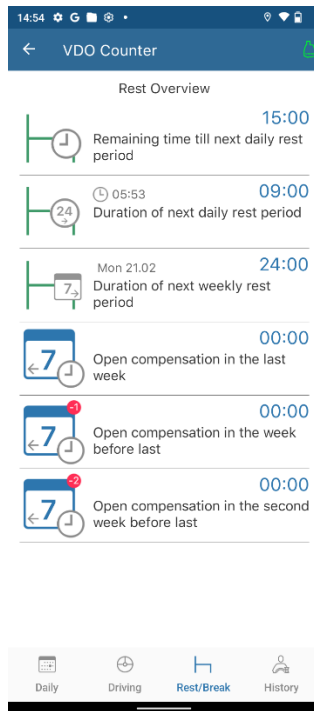 14:54 G
VDO Counter
Rest Overview
15:00
Remaining time till next daily rest
period
24
05:53
09:00
Duration of next daily rest period
7
Mon 21.02
24:00
Duration of next weekly rest
period
7
00:00
Open compensation in the last
week
-1
7
00:00
Open compensation in the week
before last
-2
7
00:00
Open compensation in the second
week before last
Daily Driving Rest/Break History